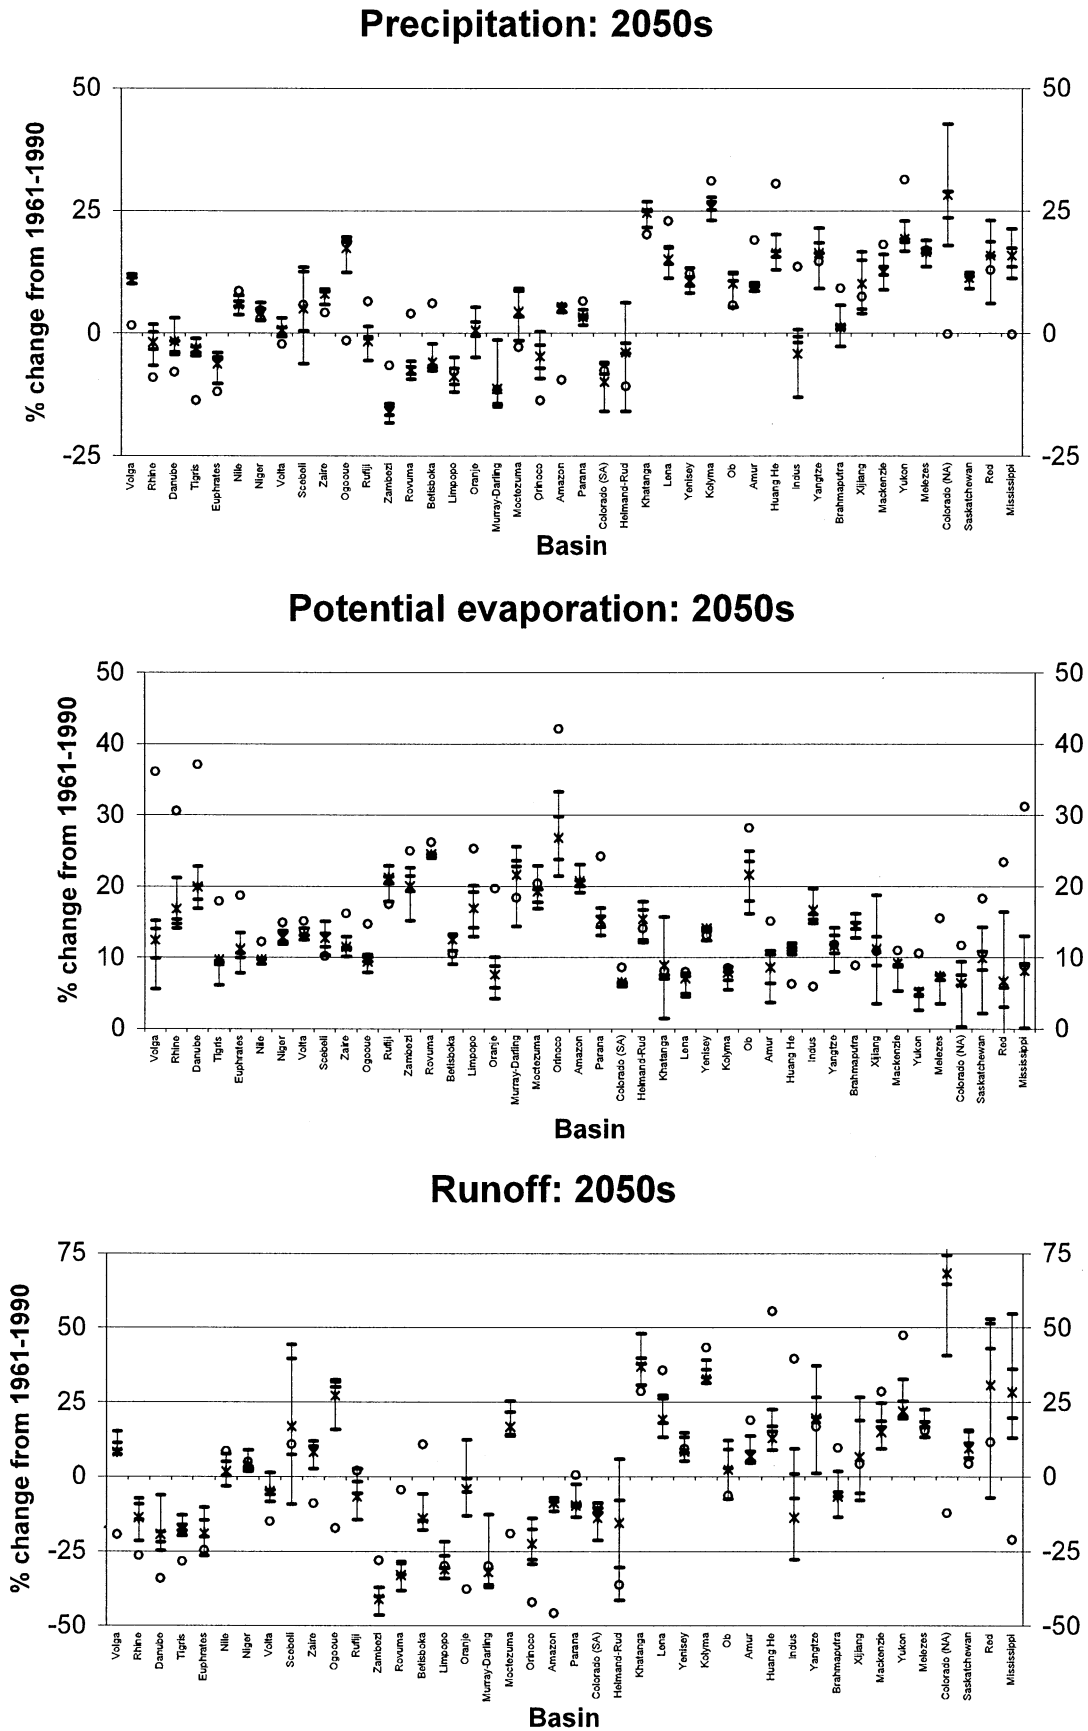 Precipitation: 2050s
% change from 1961-1990
50
25
0
-25
50
25
0
-25
Volga
Rhine
Danube
Tigris
Euphrates
Nile
Niger
Volta
Scebeli
Zaire
Ogooue
Rufiji
Zambezi
Rovuma
Betisboka
Limpopo
Oranje
Murray-Darling
Moctezuma
Orinoco
Amazon
Parana
Colorado (SA)
Helmand-Rud
Khatanga
Lena
Yenisey
Kolyma
Ob
Amur
Huang He
Indus
Yangtze
Brahmaputra
Xijiang
Mackenzie
Yukon
Melezes
Colorado (NA)
Saskatchewan
Red
Mississippi
Basin
Potential evaporation: 2050s
% change from 1961-1990
50
40
30
20
10
0
50
40
30
20
10
0
Volga
Rhine
Danube
Tigris
Euphrates
Nile
Niger
Volta
Scebeli
Zaire
Ogooue
Rufiji
Zambezi
Rovuma
Betisboka
Limpopo
Oranje
Murray-Darling
Moctezuma
Orinoco
Amazon
Parana
Colorado (SA)
Helmand-Rud
Khatanga
Lena
Yenisey
Kolyma
Ob
Amur
Huang He
Indus
Yangtze
Brahmaputra
Xijiang
Mackenzie
Yukon
Melezes
Colorado (NA)
Saskatchewan
Red
Mississippi
Basin
Runoff: 2050s
% change from 1961-1990
75
50
25
0
-25
-50
75
50
25
0
-25
-50
Volga
Rhine
Danube
Tigris
Euphrates
Nile
Niger
Volta
Scebeli
Zaire
Ogooue
Rufiji
Zambezi
Rovuma
Betisboka
Limpopo
Oranje
Murray-Darling
Moctezuma
Orinoco
Amazon
Parana
Colorado (SA)
Helmand-Rud
Khatanga
Lena
Yenisey
Kolyma
Ob
Amur
Huang He
Indus
Yangtze
Brahmaputra
Xijiang
Mackenzie
Yukon
Melezes
Colorado (NA)
Saskatchewan
Red
Mississippi
Basin